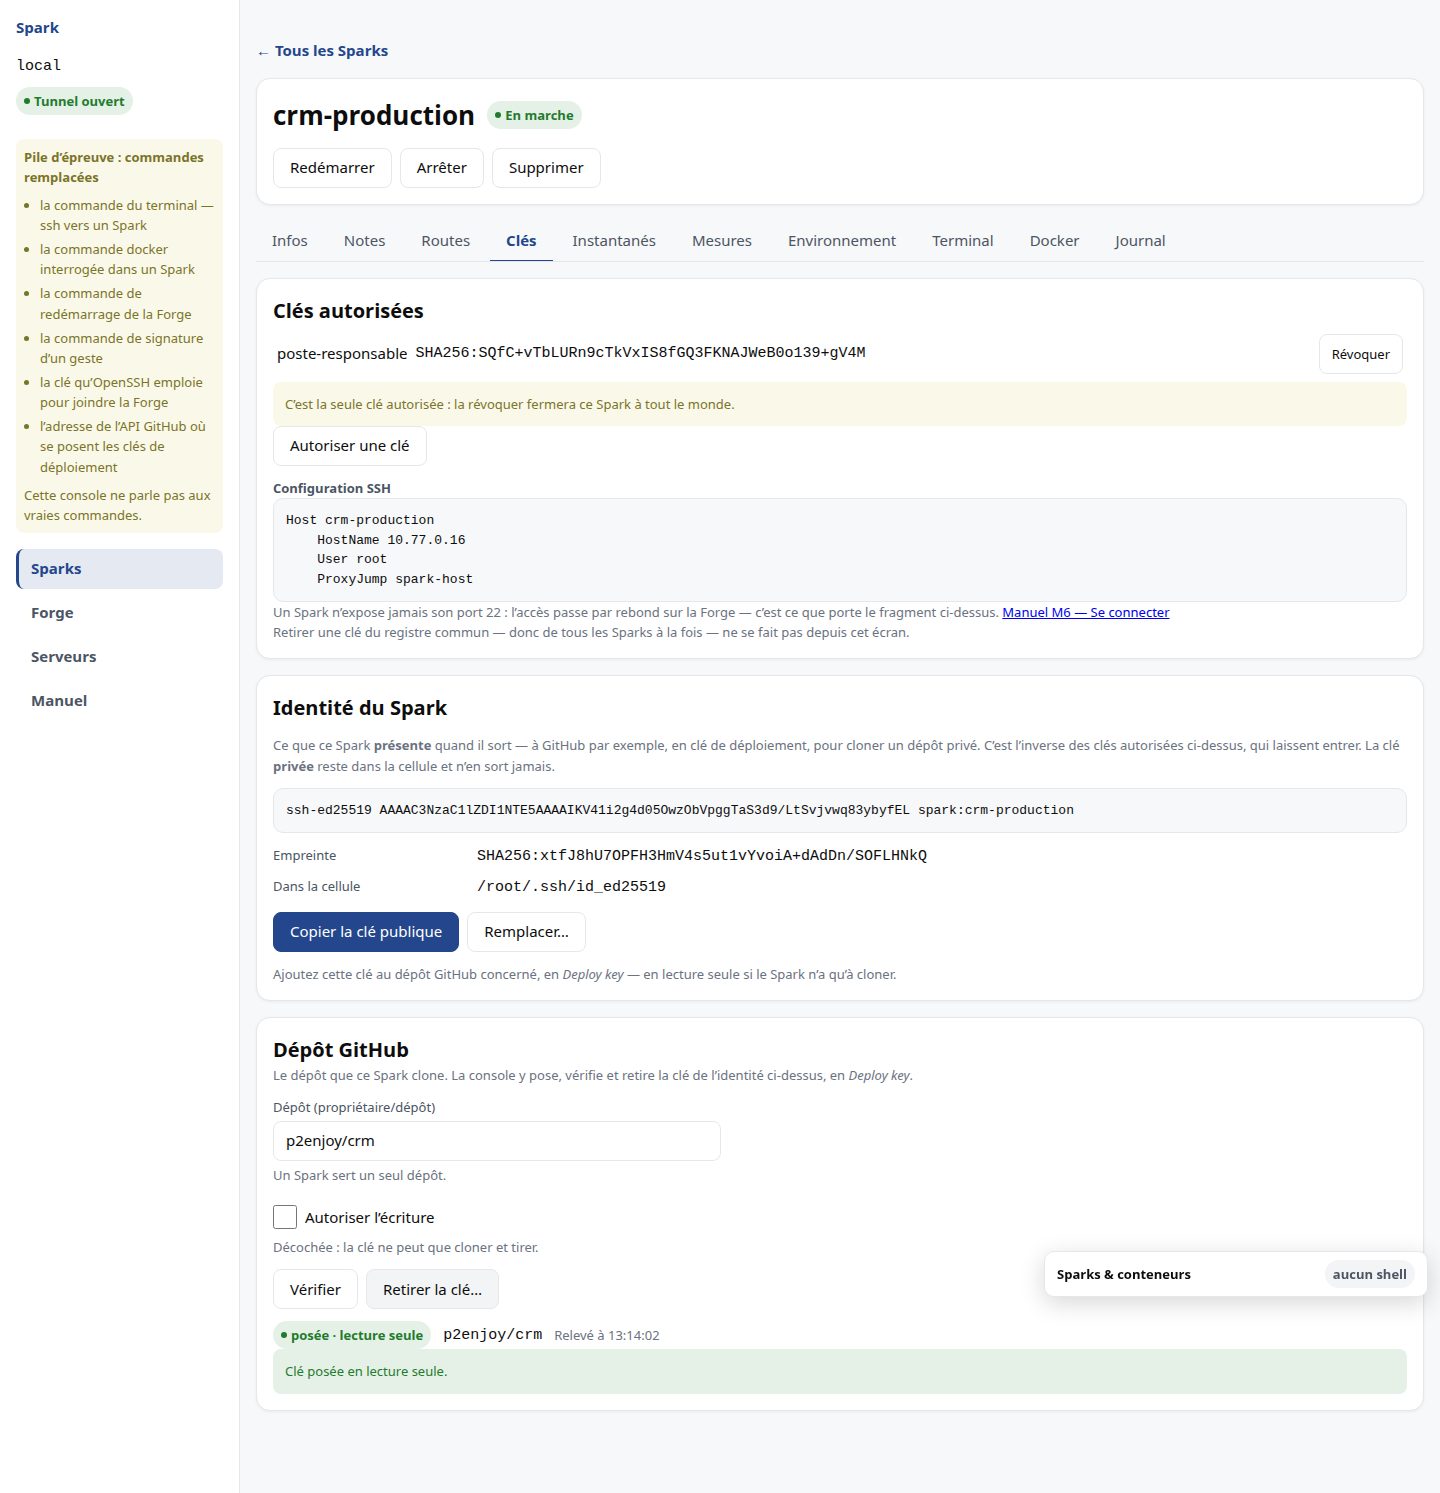 Spark
local
Tunnel ouvert
Pile d’épreuve : commandes
remplacées
la commande du terminal —
ssh vers un Spark
la commande docker
interrogée dans un Spark
la commande de
redémarrage de la Forge
la commande de signature
d’un geste
la clé qu’OpenSSH emploie
pour joindre la Forge
l’adresse de l’API GitHub où
se posent les clés de
déploiement
Cette console ne parle pas aux
vraies commandes.
Sparks
Forge
Serveurs
Manuel
← Tous les Sparks
crm-production En marche
Redémarrer Arrêter Supprimer
Infos Notes Routes Clés Instantanés Mesures Environnement Terminal Docker Journal
Clés autorisées
poste-responsable SHA256:SQfC+vTbLURn9cTkVxIS8fGQ3FKNAJWeB0o139+gV4M Révoquer
C’est la seule clé autorisée : la révoquer fermera ce Spark à tout le monde.
Autoriser une clé
Configuration SSH
Host crm-production
    HostName 10.77.0.16
    User root
    ProxyJump spark-host
Un Spark n’expose jamais son port 22 : l’accès passe par rebond sur la Forge — c’est ce que porte le fragment ci-dessus. Manuel M6 — Se connecter
Retirer une clé du registre commun — donc de tous les Sparks à la fois — ne se fait pas depuis cet écran.
Identité du Spark
Ce que ce Spark présente quand il sort — à GitHub par exemple, en clé de déploiement, pour cloner un dépôt privé. C’est l’inverse des clés autorisées ci-dessus, qui laissent entrer. La clé
privée reste dans la cellule et n’en sort jamais.
ssh-ed25519 AAAAC3NzaC1lZDI1NTE5AAAAIKV41i2g4d05OwzObVpggTaS3d9/LtSvjvwq83ybyfEL spark:crm-production
Empreinte SHA256:xtfJ8hU7OPFH3HmV4s5ut1vYvoiA+dAdDn/SOFLHNkQ
Dans la cellule /root/.ssh/id_ed25519
Copier la clé publique Remplacer…
Ajoutez cette clé au dépôt GitHub concerné, en Deploy key — en lecture seule si le Spark n’a qu’à cloner.
Dépôt GitHub
Le dépôt que ce Spark clone. La console y pose, vérifie et retire la clé de l’identité ci-dessus, en Deploy key.
Dépôt (propriétaire/dépôt)
p2enjoy/crm
Un Spark sert un seul dépôt.
Autoriser l’écriture
Décochée : la clé ne peut que cloner et tirer.
Sparks & conteneurs aucun shell
Vérifier Retirer la clé…
posée · lecture seule p2enjoy/crm Relevé à 13:14:02
Clé posée en lecture seule.